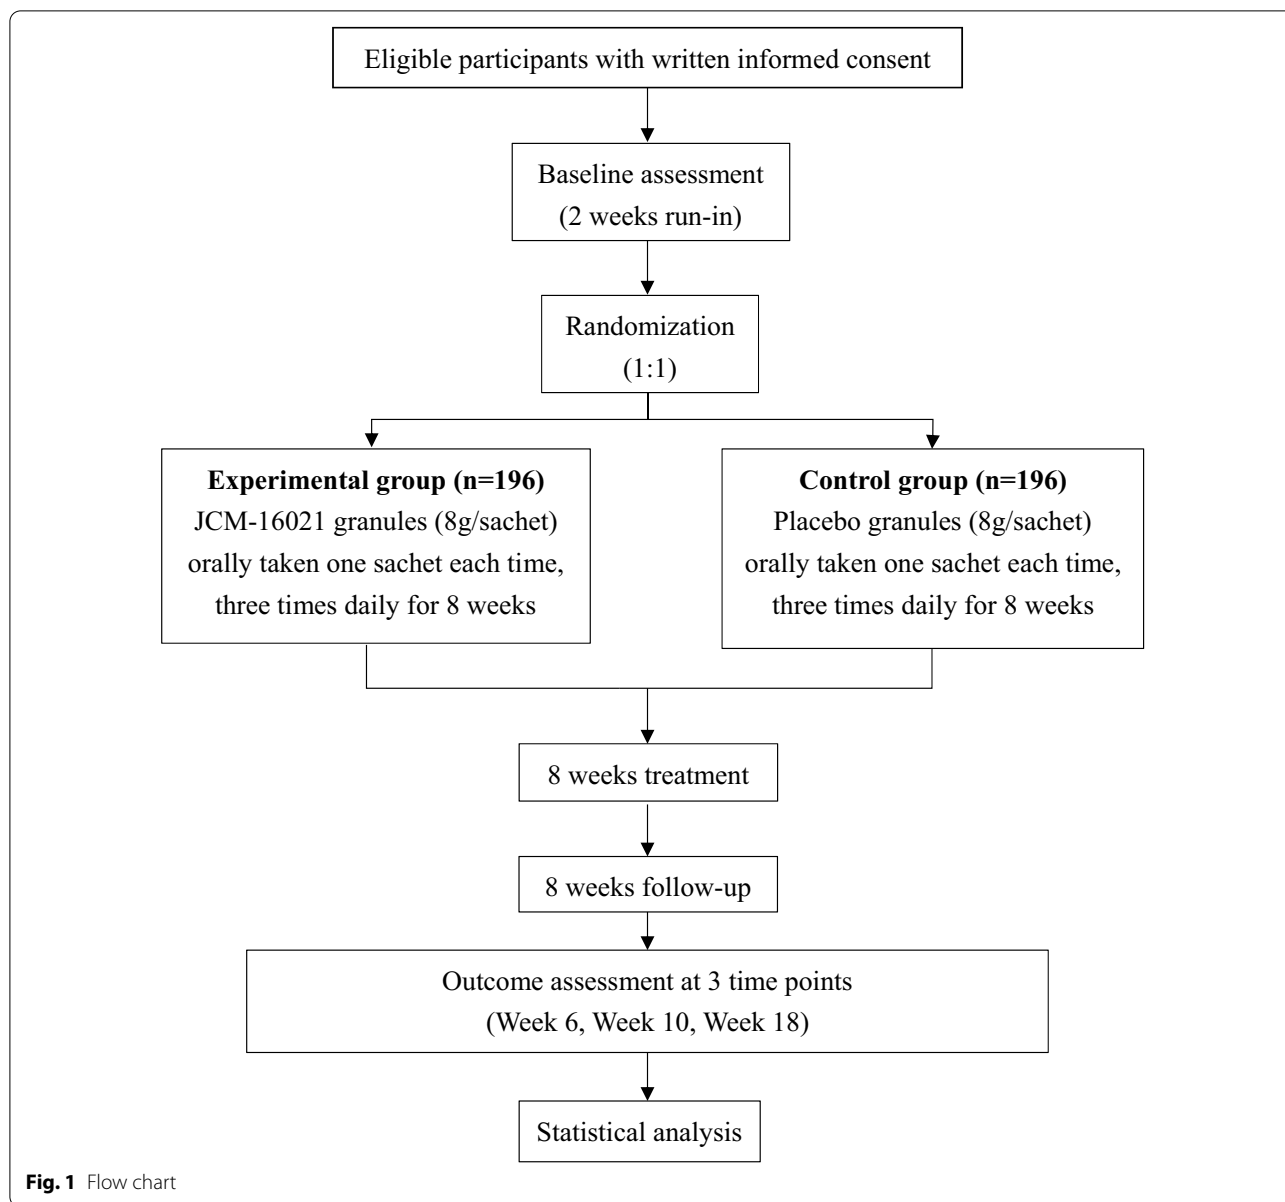 Eligible participants with written informed consent
Baseline assessment
(2 weeks run-in)
Randomization
(1:1)
Experimental group (n=196)
JCM-16021 granules (8g/sachet)
orally taken one sachet each time,
three times daily for 8 weeks
Control group (n=196)
Placebo granules (8g/sachet)
orally taken one sachet each time,
three times daily for 8 weeks
8 weeks treatment
8 weeks follow-up
Outcome assessment at 3 time points
(Week 6, Week 10, Week 18)
Statistical analysis
Fig. 1 Flow chart